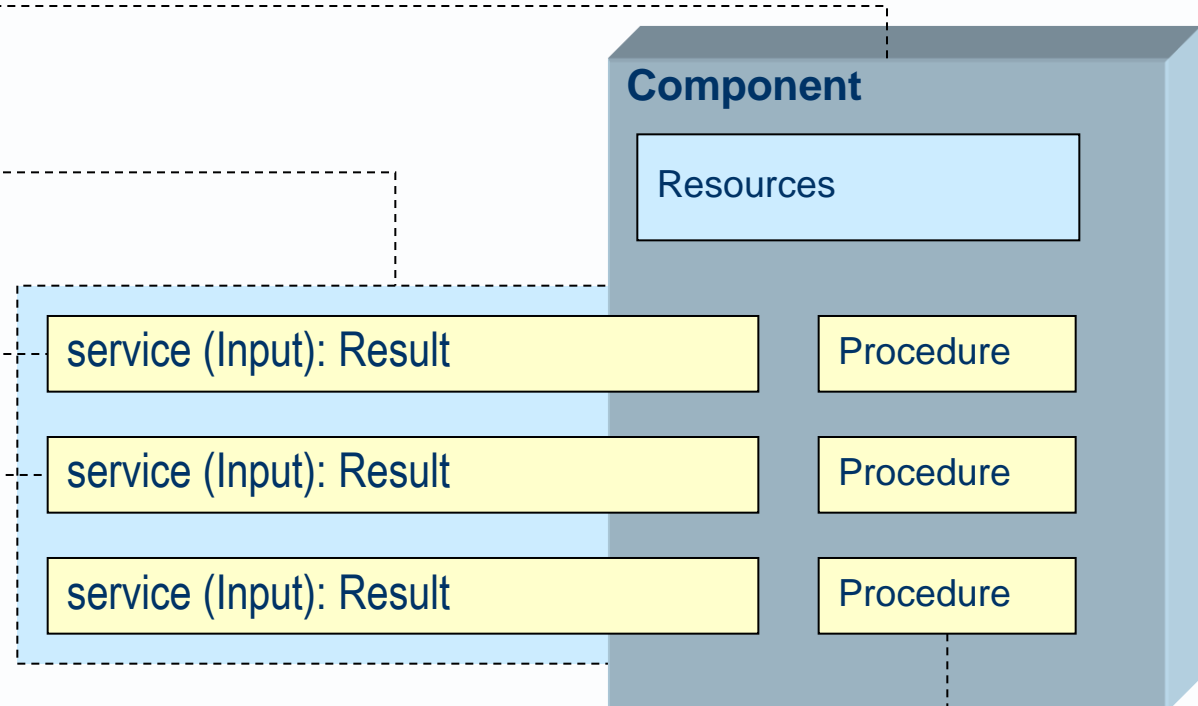 Component
Resources
service (Input): Result
Procedure
service (Input): Result
Procedure
service (Input): Result
Procedure